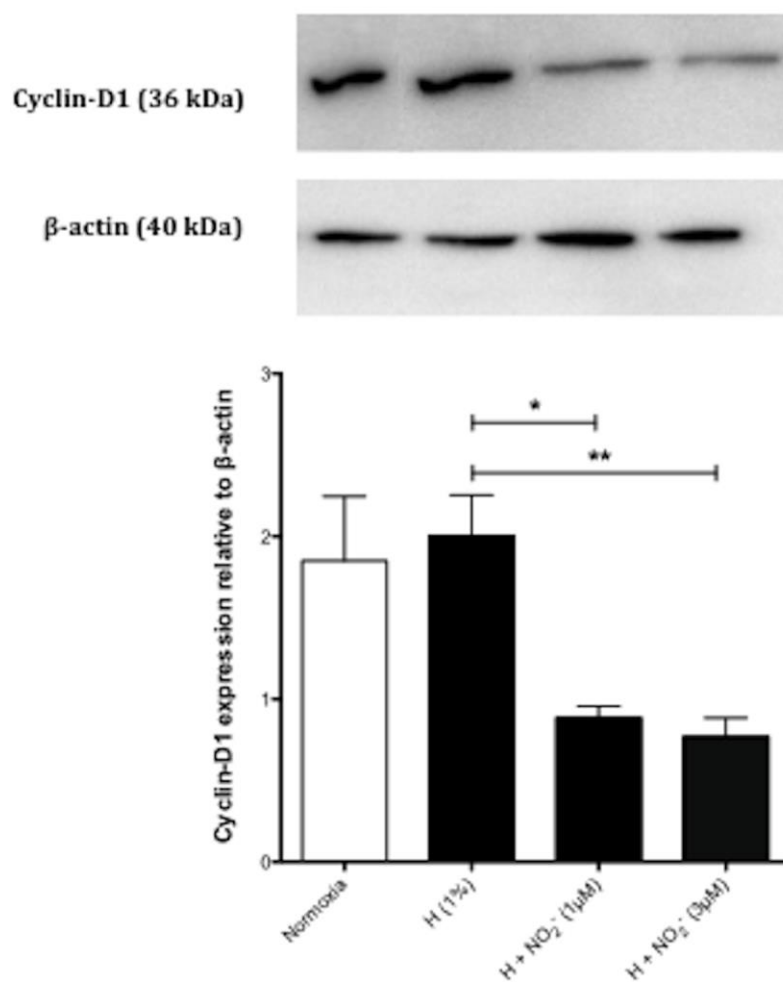 Cyclin-D1 (36 kDa)
β-actin (40 kDa)
Cyclin-D1 expression relative to β-actin
3
2
1
0
*
**
Normoxia
H (1%)
H + NO₂⁻ (1μM)
H + NO₂⁻ (3μM)